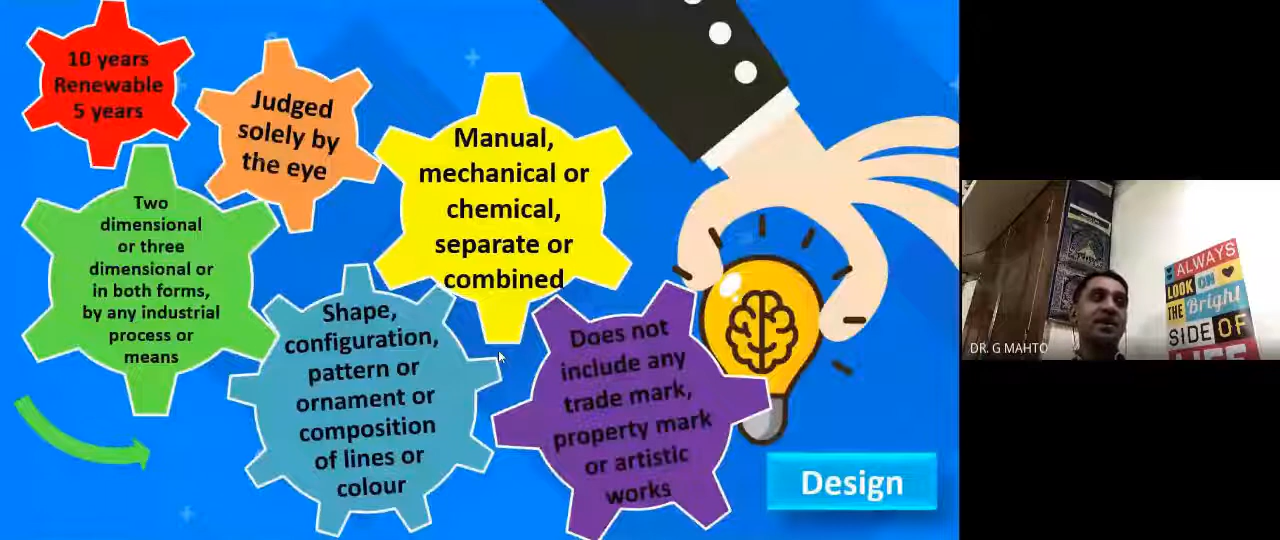 10 years
Renewable
5 years
Judged
solely by
the eye
Manual,
mechanical or
chemical,
separate or
combined
Two
dimensional
or three
dimensional or
in both forms,
by any industrial
process or
means
Shape,
configuration,
pattern or
ornament or
composition
of lines or
colour
Does not
include any
trade mark,
property mark
or artistic
works
Design
ALWAYS
LOOK ON
THE Bright
SIDE OF
LIFE
DR. G MAHTO